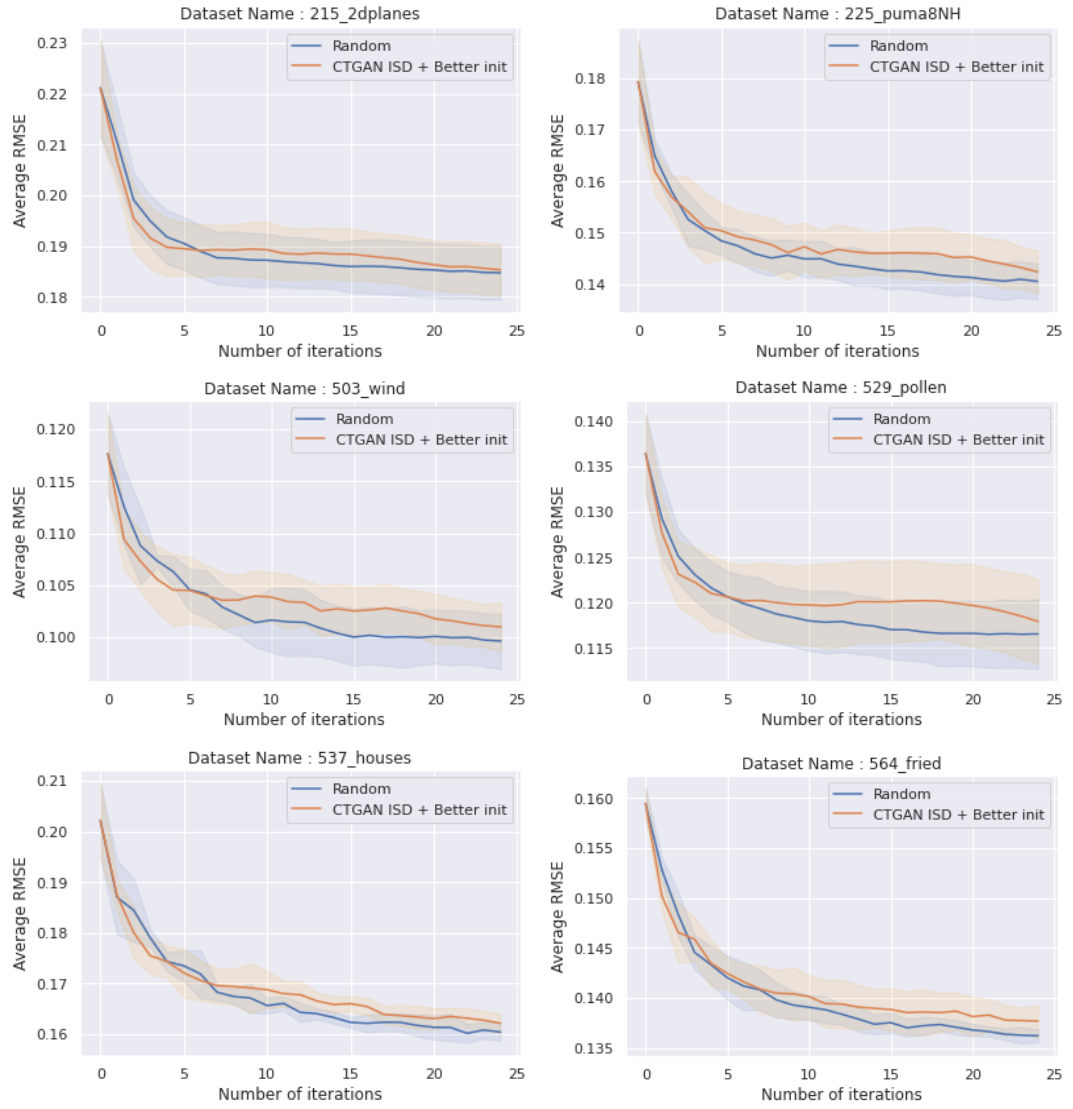 Dataset Name : 215_2dplanes
0.23
0.22
0.21
0.20
0.19
0.18
Average RMSE
Random
CTGAN ISD + Better init
0 5 10 15 20 25
Number of iterations
Dataset Name : 225_puma8NH
0.18
0.17
0.16
0.15
0.14
Average RMSE
Random
CTGAN ISD + Better init
0 5 10 15 20 25
Number of iterations
Dataset Name : 503_wind
0.120
0.115
0.110
0.105
0.100
Average RMSE
Random
CTGAN ISD + Better init
0 5 10 15 20 25
Number of iterations
Dataset Name : 529_pollen
0.140
0.135
0.130
0.125
0.120
0.115
Average RMSE
Random
CTGAN ISD + Better init
0 5 10 15 20 25
Number of iterations
Dataset Name : 537_houses
0.21
0.20
0.19
0.18
0.17
0.16
Average RMSE
Random
CTGAN ISD + Better init
0 5 10 15 20 25
Number of iterations
Dataset Name : 564_fried
0.160
0.155
0.150
0.145
0.140
0.135
Average RMSE
Random
CTGAN ISD + Better init
0 5 10 15 20 25
Number of iterations